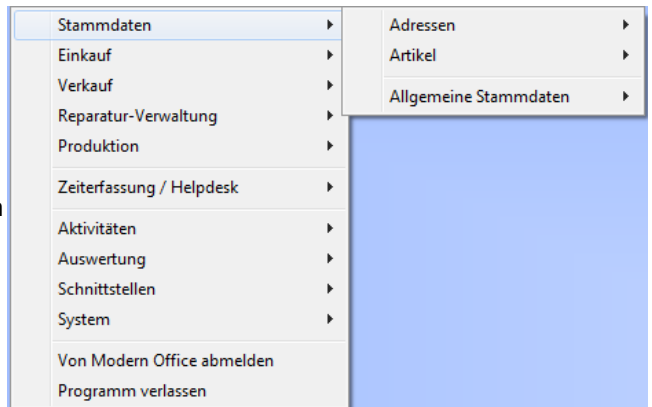 Stammdaten
Einkauf
Verkauf
Reparatur-Verwaltung
Produktion
Zeiterfassung / Helpdesk
Aktivitäten
Auswertung
Schnittstellen
System
Von Modern Office abmelden
Programm verlassen
Adressen
Artikel
Allgemeine Stammdaten